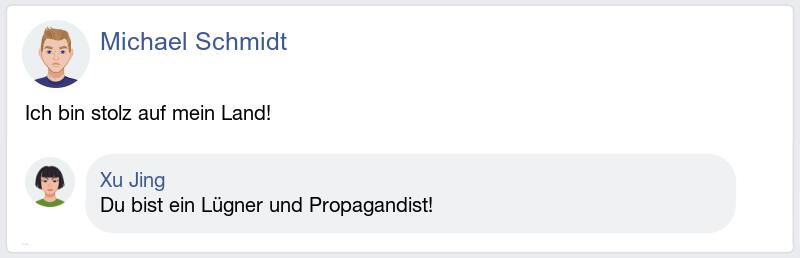 Michael Schmidt
Ich bin stolz auf mein Land!
Xu Jing
Du bist ein Lügner und Propagandist!